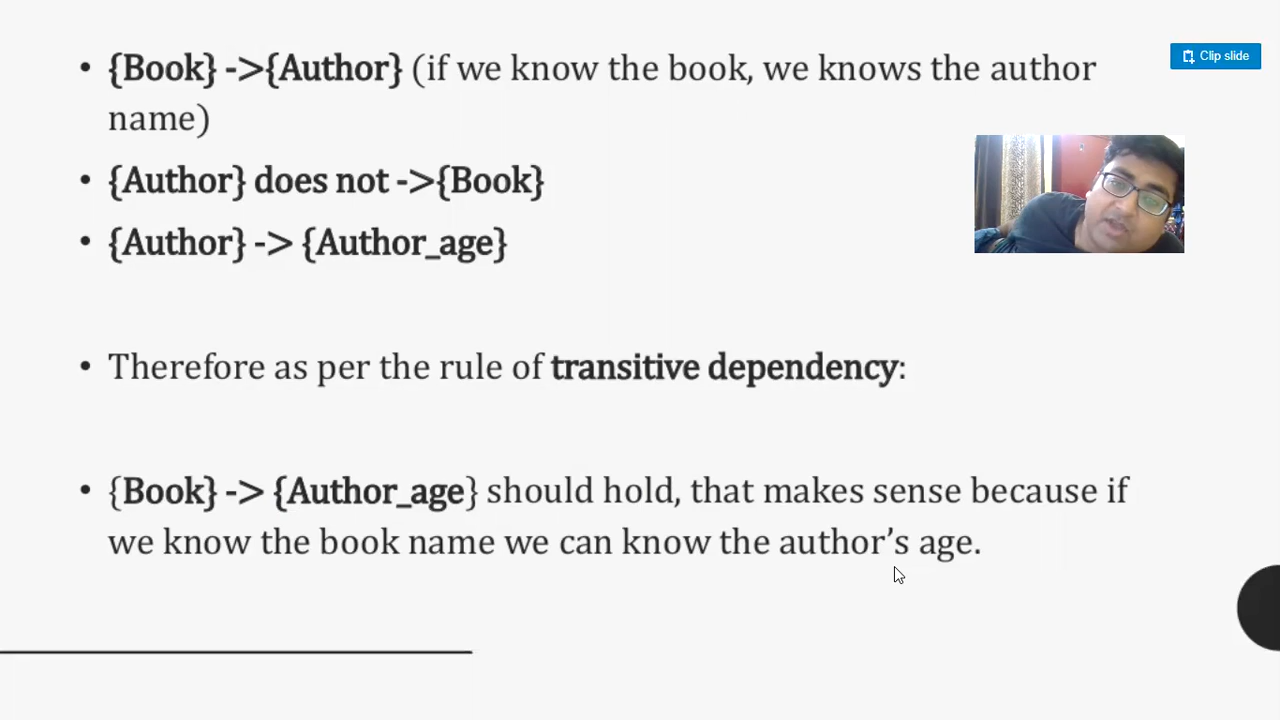 Clip slide
• {Book} ->{Author} (if we know the book, we knows the author
name)
• {Author} does not ->{Book}
• {Author} -> {Author_age}
• Therefore as per the rule of transitive dependency:
• {Book} -> {Author_age} should hold, that makes sense because if
we know the book name we can know the author’s age.